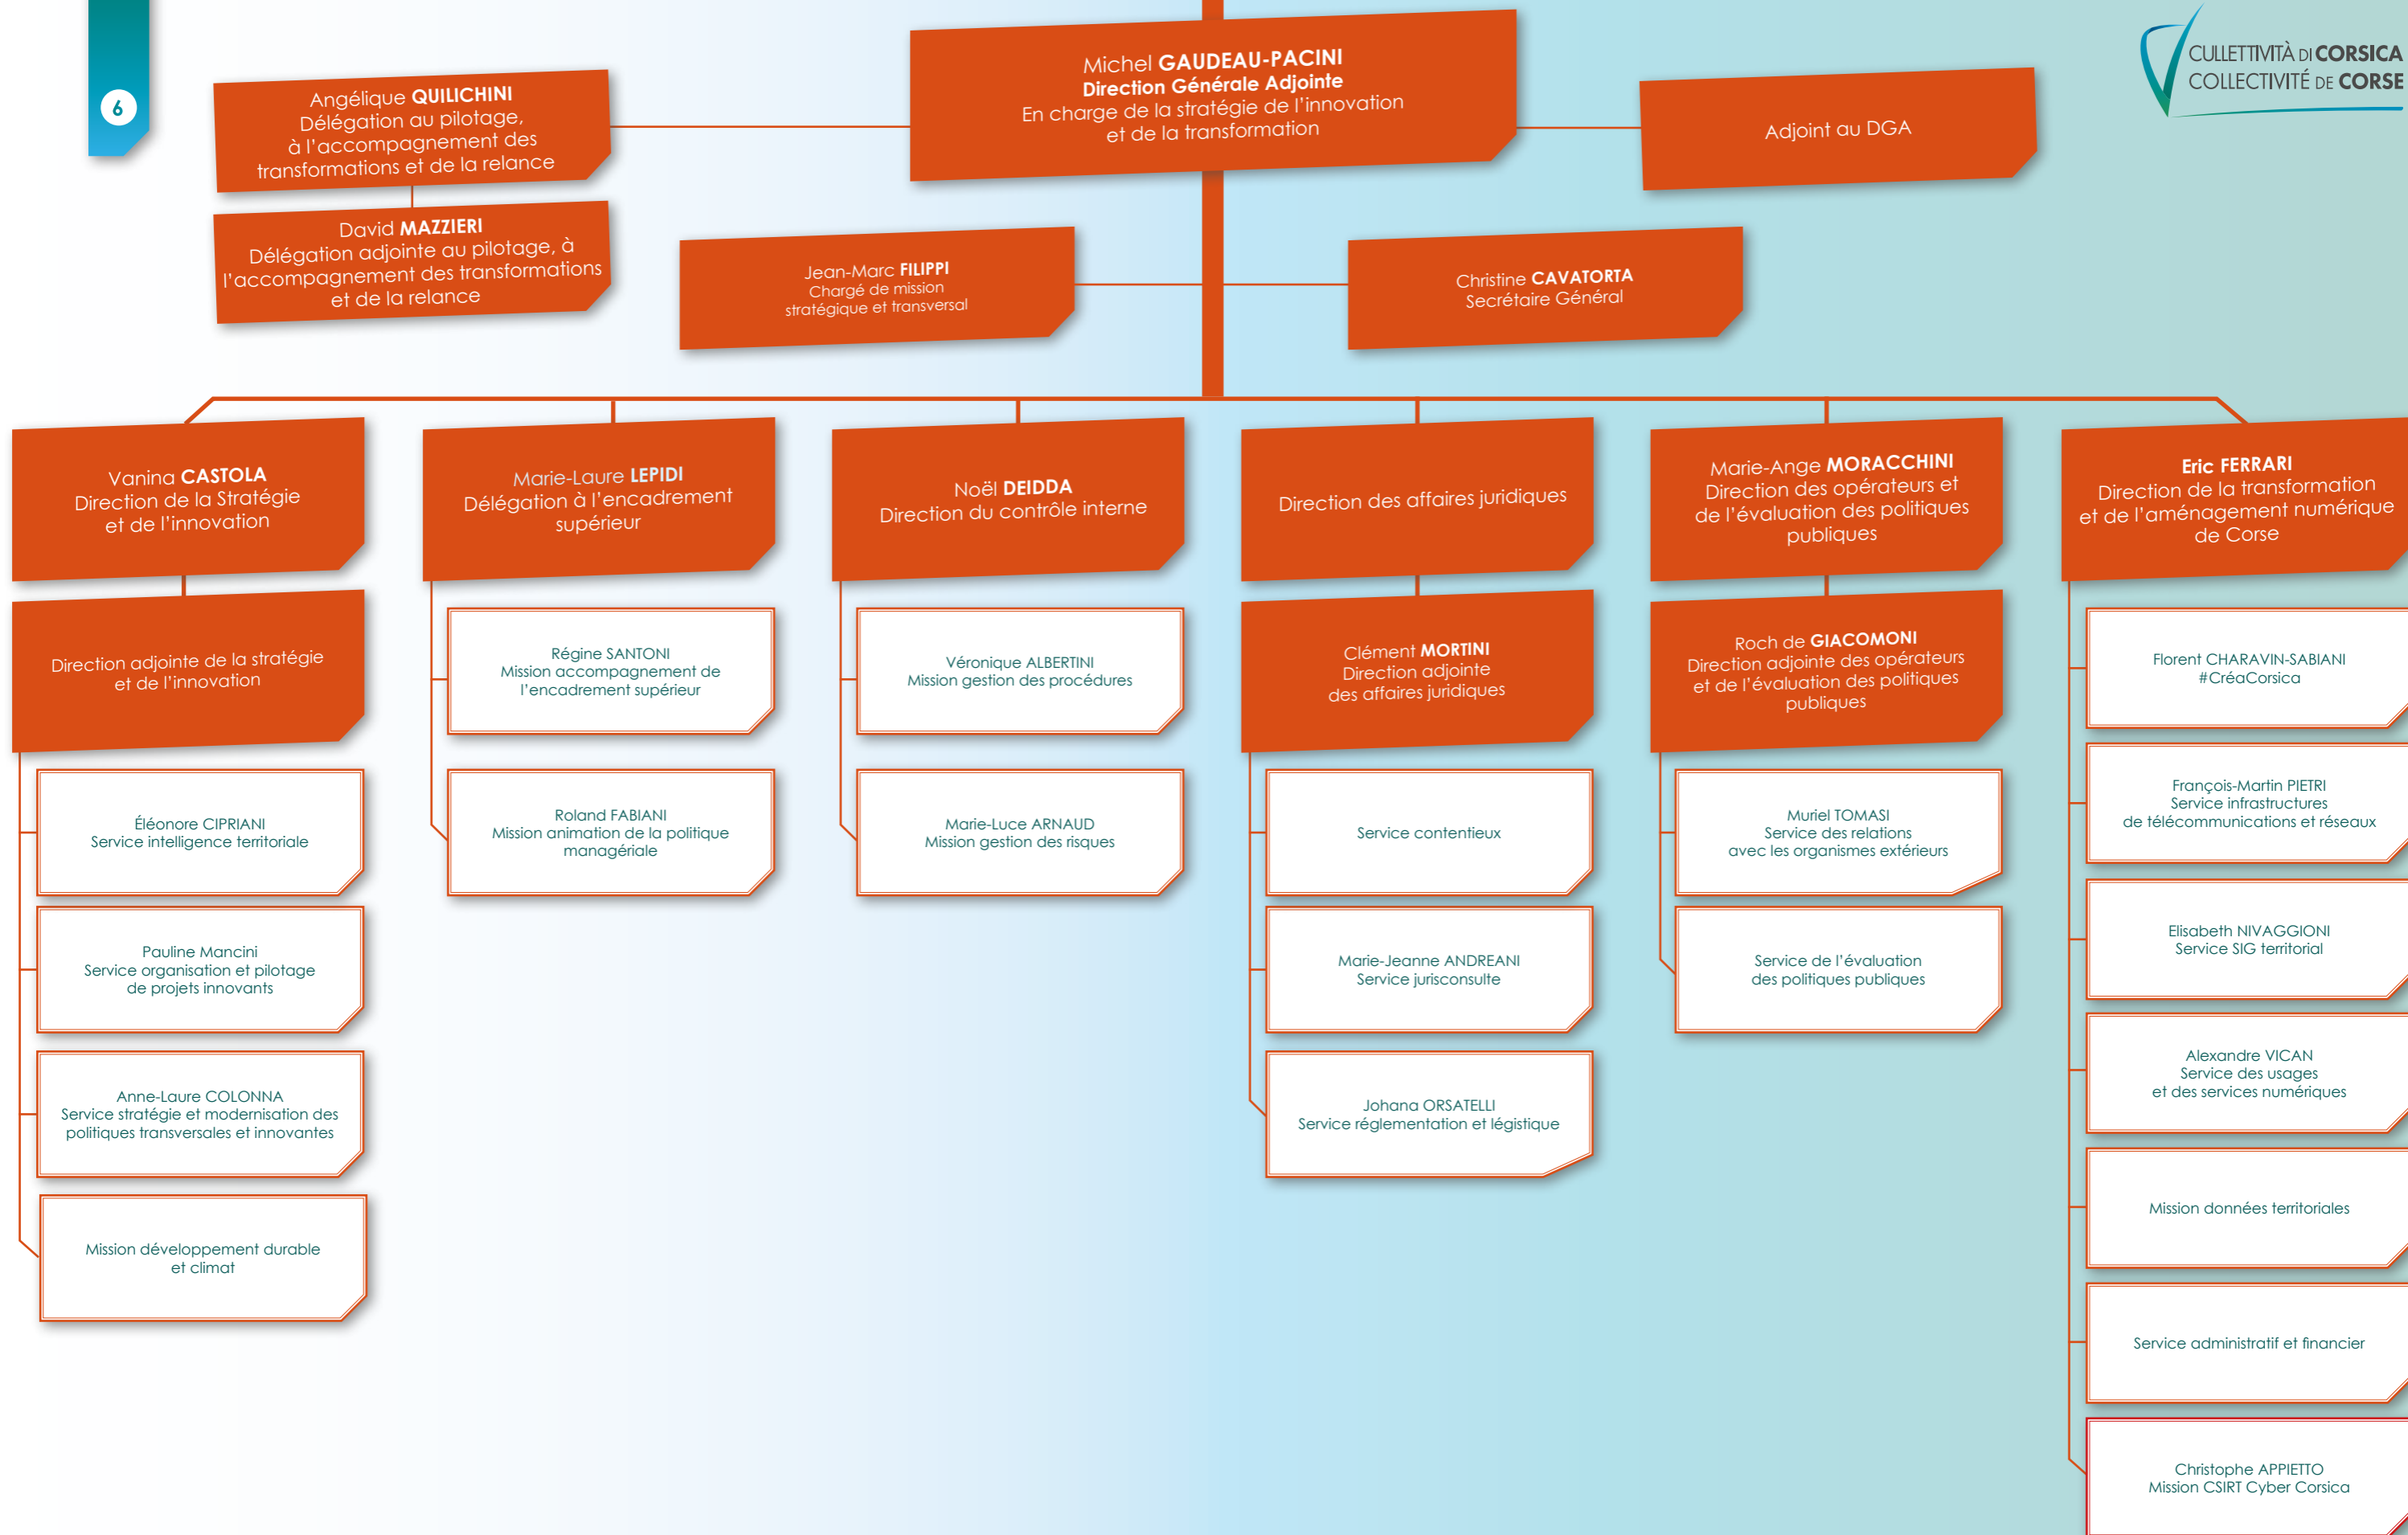 6
CULLETTIVITÀ DI CORSICA
COLLECTIVITÉ DE CORSE
Michel GAUDEAU-PACINI
Direction Générale Adjointe
En charge de la stratégie de l'innovation
et de la transformation
Angélique QUILICHINI
Délégation au pilotage,
à l'accompagnement des
transformations et de la relance
Adjoint au DGA
David MAZZIERI
Délégation adjointe au pilotage, à
l'accompagnement des transformations
et de la relance
Jean-Marc FILIPPI
Chargé de mission
stratégique et transversal
Christine CAVATORTA
Secrétaire Général
Vanina CASTOLA
Direction de la Stratégie
et de l'innovation
Direction adjointe de la stratégie
et de l'innovation
Éléonore CIPRIANI
Service intelligence territoriale
Pauline Mancini
Service organisation et pilotage
de projets innovants
Anne-Laure COLONNA
Service stratégie et modernisation des
politiques transversales et innovantes
Mission développement durable
et climat
Marie-Laure LEPIDI
Délégation à l'encadrement
supérieur
Régine SANTONI
Mission accompagnement de
l'encadrement supérieur
Roland FABIANI
Mission animation de la politique
managériale
Noël DEIDDA
Direction du contrôle interne
Véronique ALBERTINI
Mission gestion des procédures
Marie-Luce ARNAUD
Mission gestion des risques
Direction des affaires juridiques
Clément MORTINI
Direction adjointe
des affaires juridiques
Service contentieux
Marie-Jeanne ANDREANI
Service jurisconsulte
Johana ORSATELLI
Service réglementation et légistique
Marie-Ange MORACCHINI
Direction des opérateurs et
de l'évaluation des politiques
publiques
Roch de GIACOMONI
Direction adjointe des opérateurs
et de l'évaluation des politiques
publiques
Muriel TOMASI
Service des relations
avec les organismes extérieurs
Service de l'évaluation
des politiques publiques
Eric FERRARI
Direction de la transformation
et de l'aménagement numérique
de Corse
Florent CHARAVIN-SABIANI
#CréaCorsica
François-Martin PIETRI
Service infrastructures
de télécommunications et réseaux
Elisabeth NIVAGGIONI
Service SIG territorial
Alexandre VICAN
Service des usages
et des services numériques
Mission données territoriales
Service administratif et financier
Christophe APPIETTO
Mission CSIRT Cyber Corsica